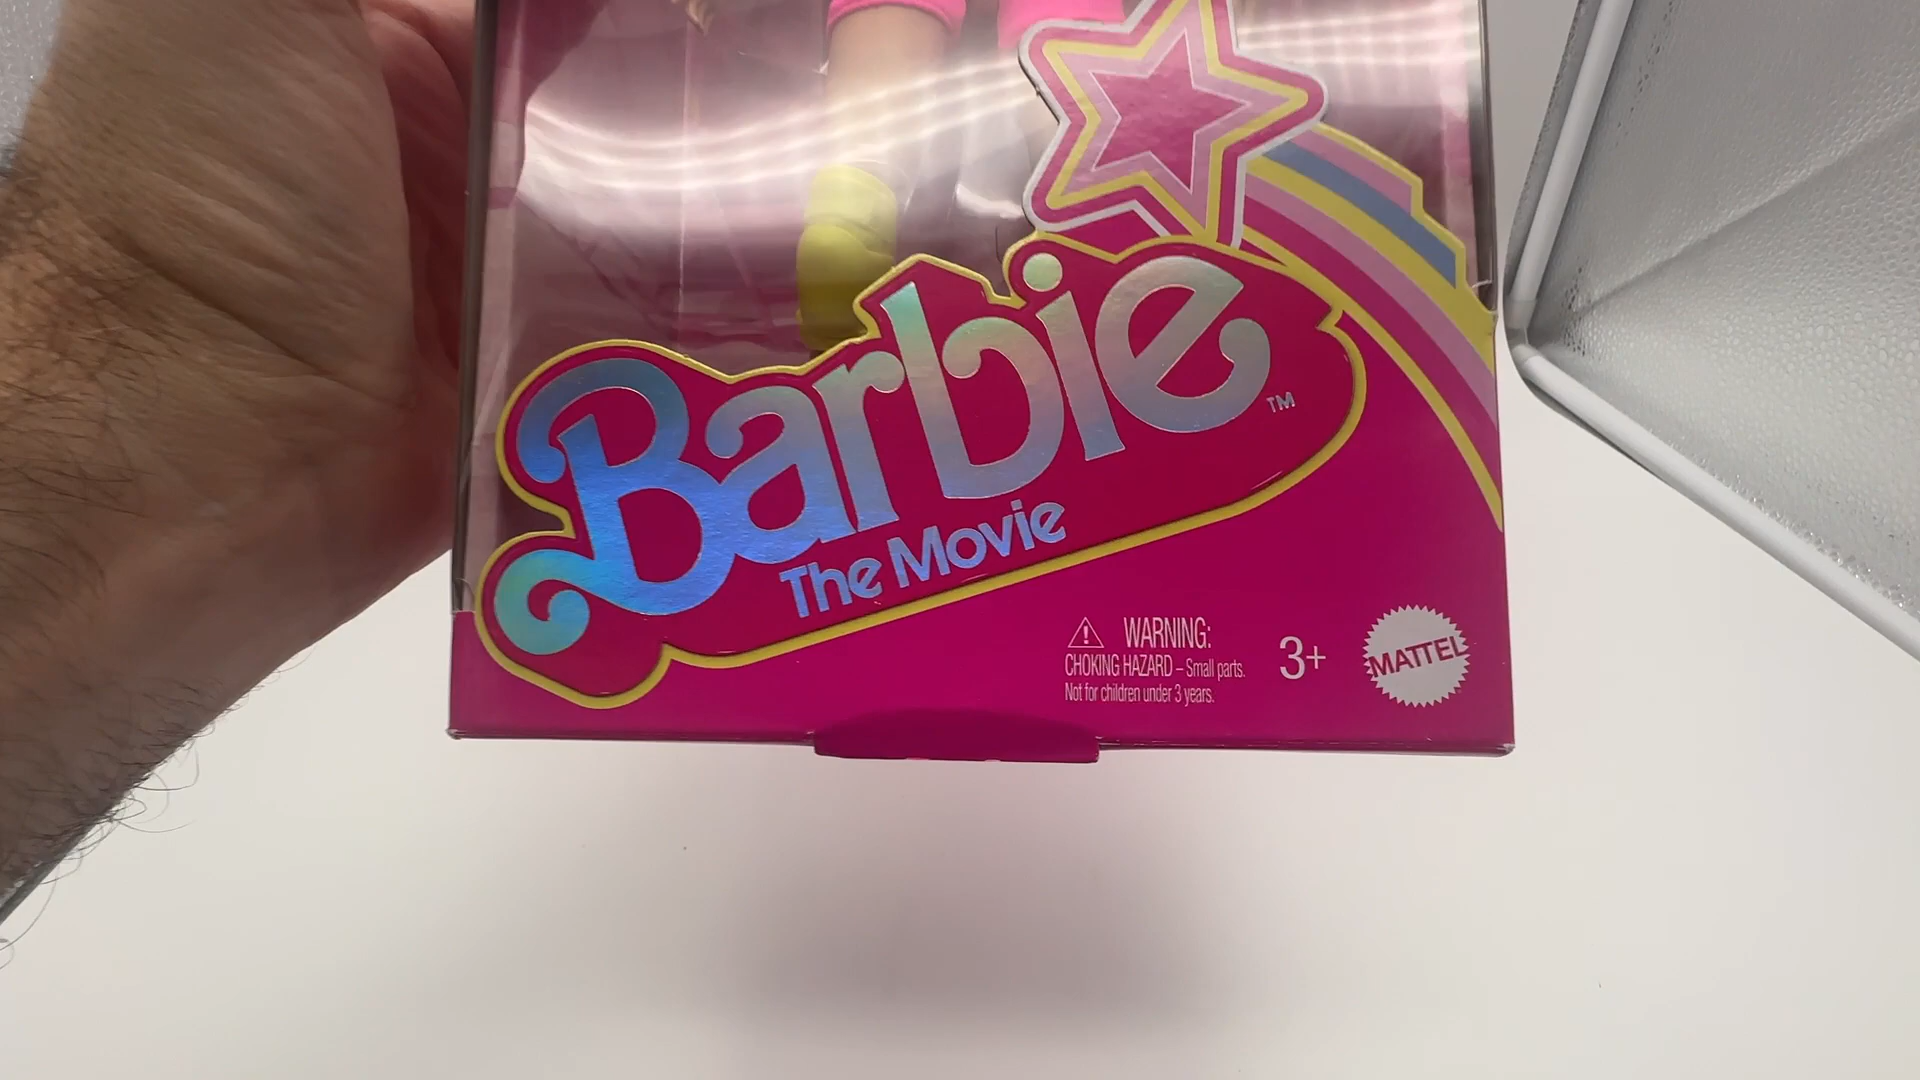 Barbie™
The Movie
WARNING:
CHOKING HAZARD – Small parts.
Not for children under 3 years.
3+
MATTEL